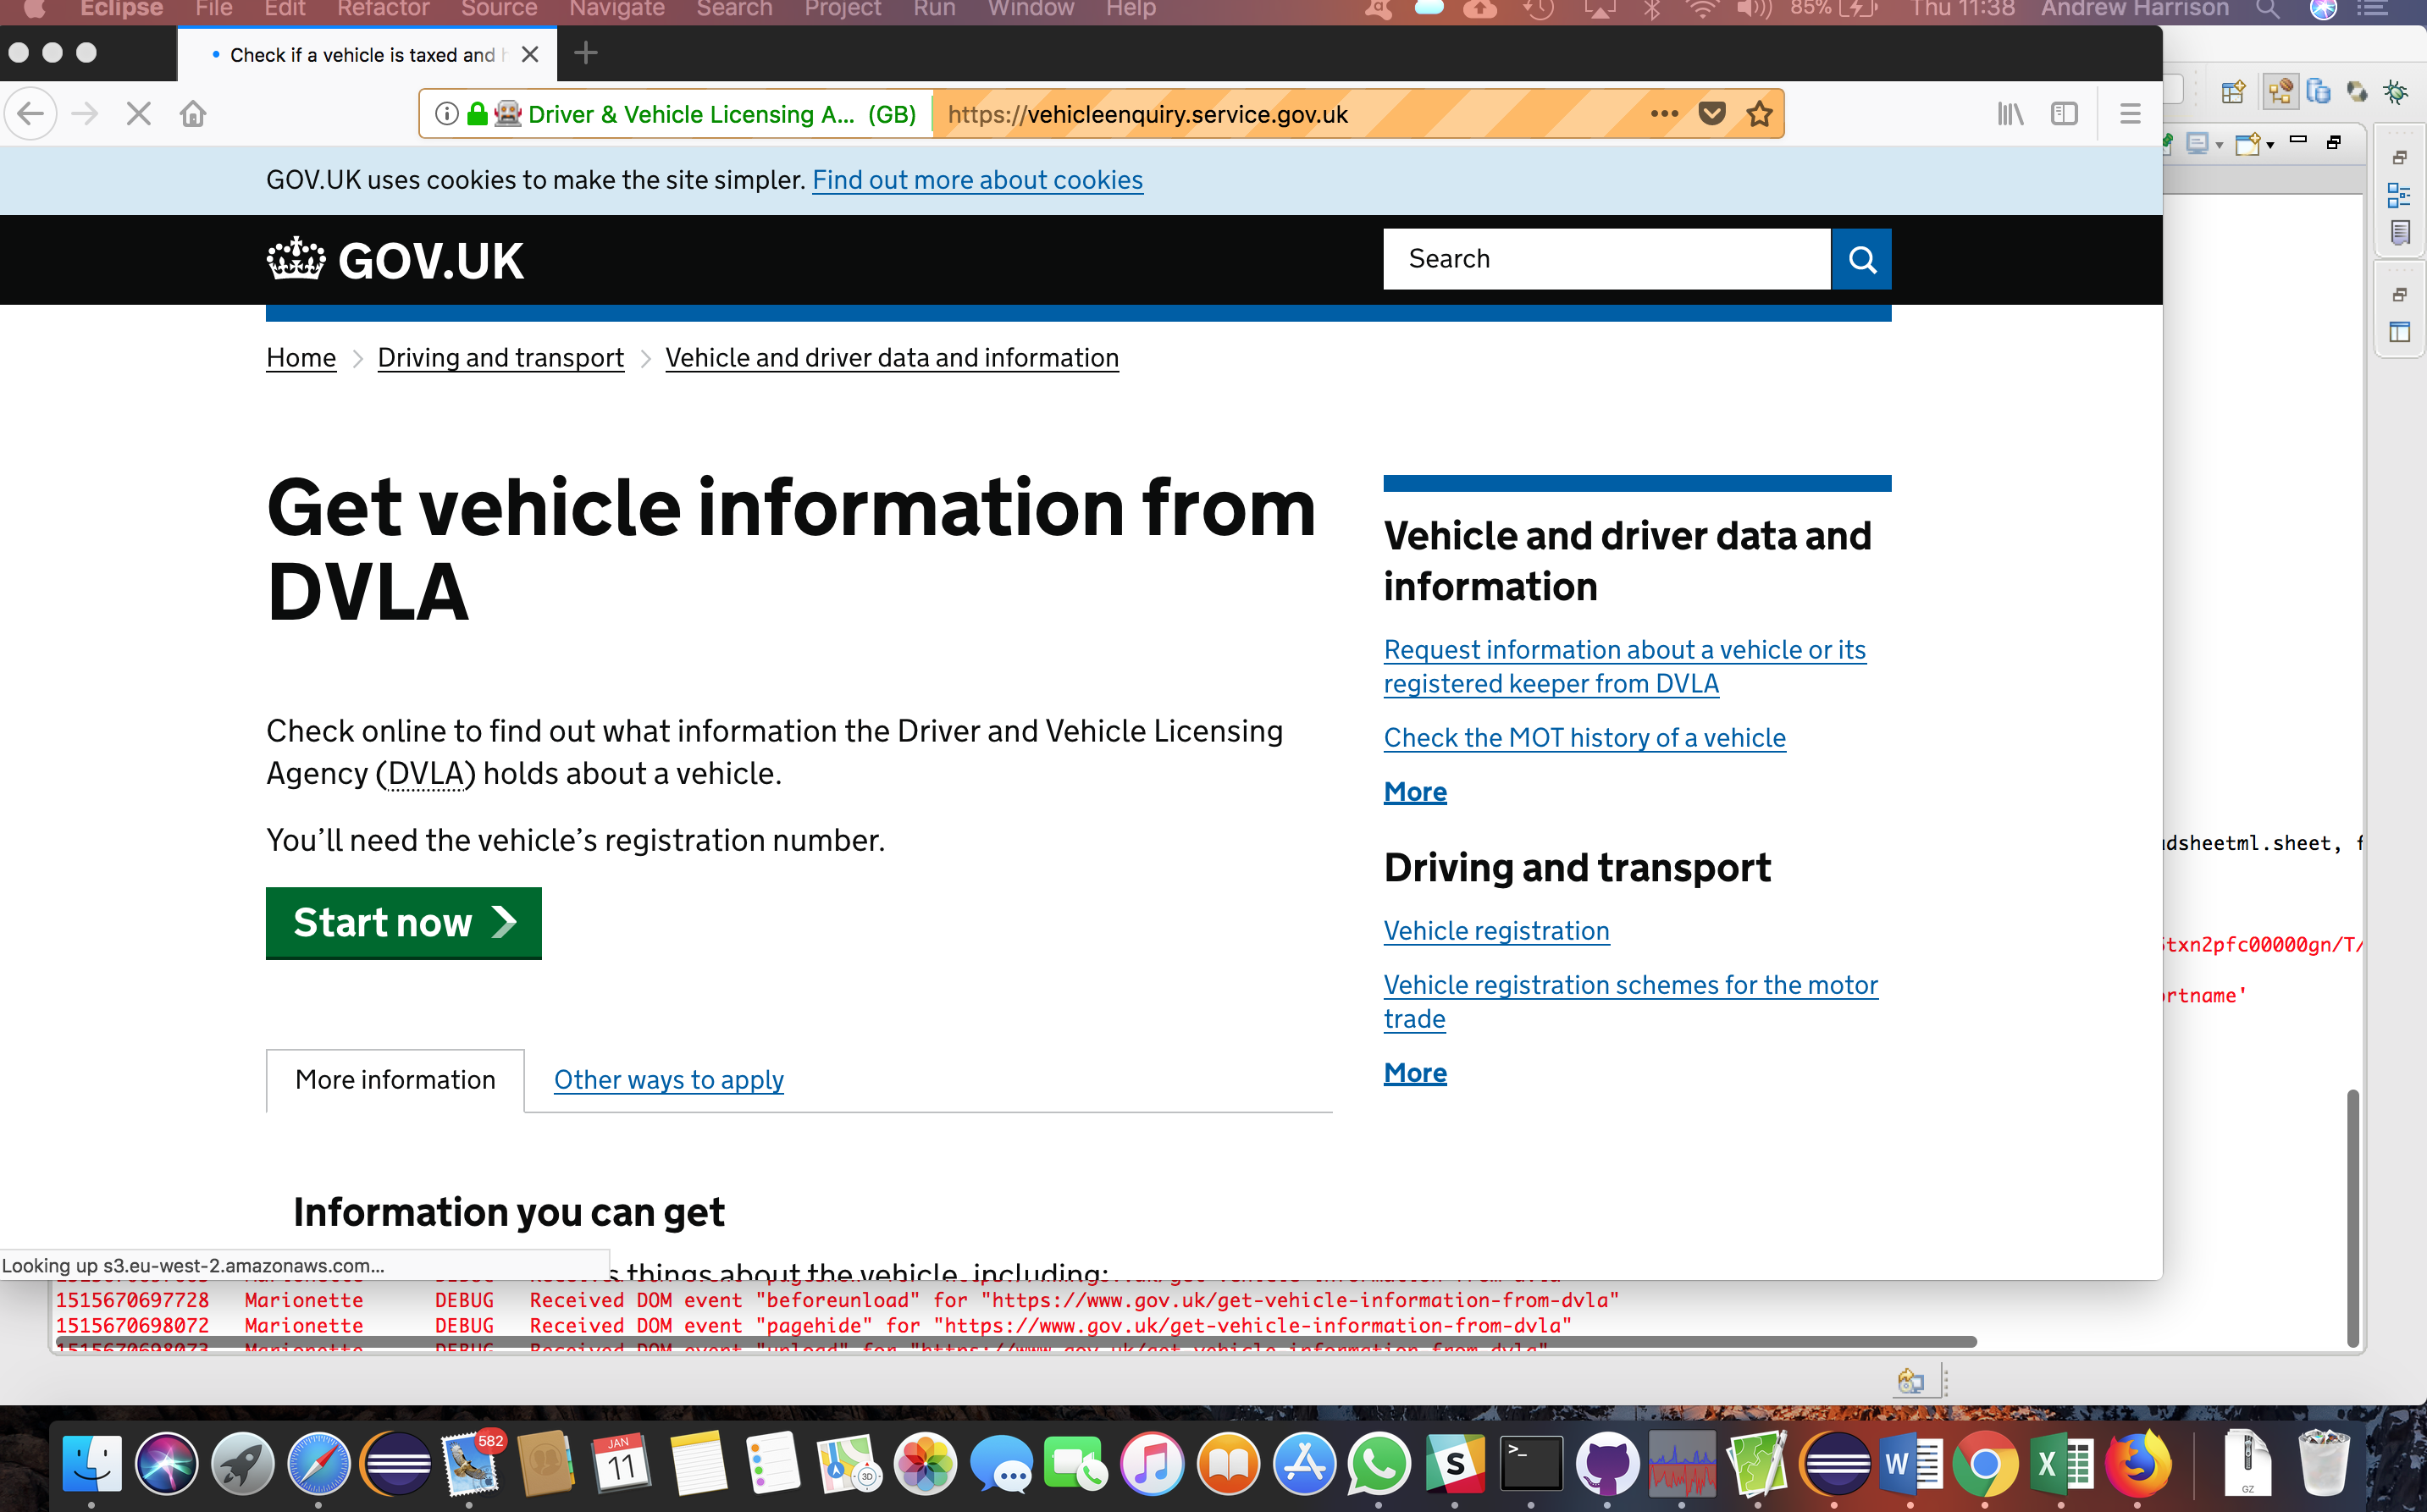 Eclipse File Edit Refactor Source Navigate Search Project Run Window Help 85% Thu 11:38 Andrew Harrison
Check if a vehicle is taxed and
Driver & Vehicle Licensing A... (GB) https://vehicleenquiry.service.gov.uk
GOV.UK uses cookies to make the site simpler. Find out more about cookies
GOV.UK
Search
Home Driving and transport Vehicle and driver data and information
Get vehicle information from
DVLA
Check online to find out what information the Driver and Vehicle Licensing
Agency (DVLA) holds about a vehicle.
You’ll need the vehicle’s registration number.
Start now
More information Other ways to apply
Information you can get
s things about the vehicle, including:
Vehicle and driver data and
information
Request information about a vehicle or its
registered keeper from DVLA
Check the MOT history of a vehicle
More
Driving and transport
Vehicle registration
Vehicle registration schemes for the motor
trade
More
dsheetml.sheet, f
txn2pfc00000gn/T/
rtname'
Looking up s3.eu-west-2.amazonaws.com...
1515670697728 Marionette DEBUG Received DOM event "beforeunload" for "https://www.gov.uk/get-vehicle-information-from-dvla"
1515670698072 Marionette DEBUG Received DOM event "pagehide" for "https://www.gov.uk/get-vehicle-information-from-dvla"
1515670698073 Marionette DEBUG Received DOM event "unload" for "https://www.gov.uk/get-vehicle-information-from-dvla"
582
JAN
11
3D
S
>_
W
X
GZ